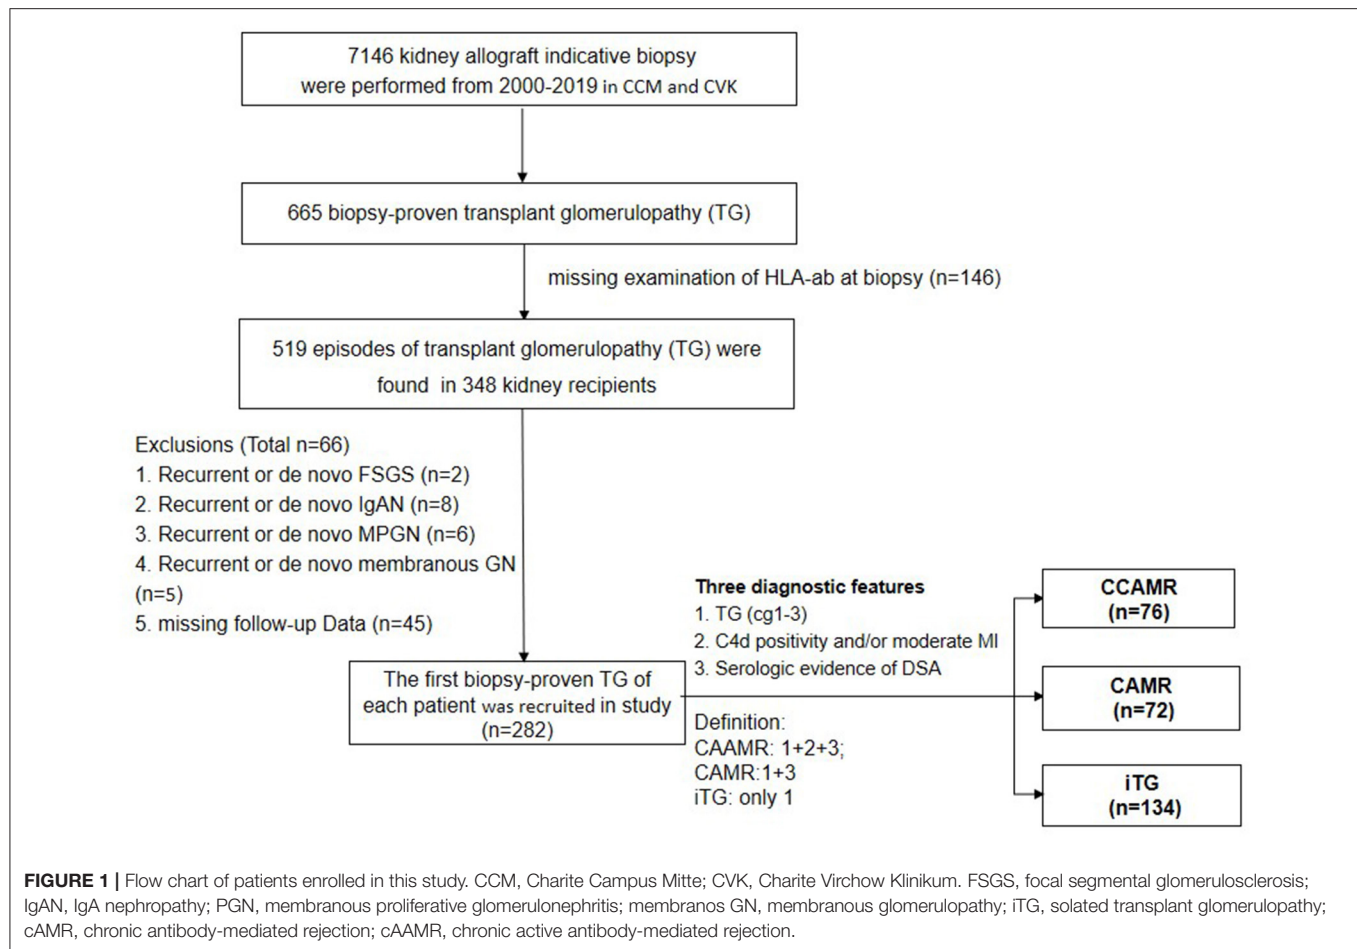 7146 kidney allograft indicative biopsy
were performed from 2000-2019 in CCM and CVK
665 biopsy-proven transplant glomerulopathy (TG)
missing examination of HLA-ab at biopsy (n=146)
519 episodes of transplant glomerulopathy (TG) were
found in 348 kidney recipients
Exclusions (Total n=66)
1. Recurrent or de novo FSGS (n=2)
2. Recurrent or de novo IgAN (n=8)
3. Recurrent or de novo MPGN (n=6)
4. Recurrent or de novo membranous GN
(n=5)
5. missing follow-up Data (n=45)
The first biopsy-proven TG of
each patient was recruited in study
(n=282)
Three diagnostic features
1. TG (cg1-3)
2. C4d positivity and/or moderate MI
3. Serologic evidence of DSA
Definition:
CAAMR: 1+2+3;
CAMR:1+3
iTG: only 1
CCAMR
(n=76)
CAMR
(n=72)
iTG
(n=134)
FIGURE 1 | Flow chart of patients enrolled in this study. CCM, Charite Campus Mitte; CVK, Charite Virchow Klinikum. FSGS, focal segmental glomerulosclerosis;
IgAN, IgA nephropathy; PGN, membranous proliferative glomerulonephritis; membranos GN, membranous glomerulopathy; iTG, solated transplant glomerulopathy;
cAMR, chronic antibody-mediated rejection; cAAMR, chronic active antibody-mediated rejection.